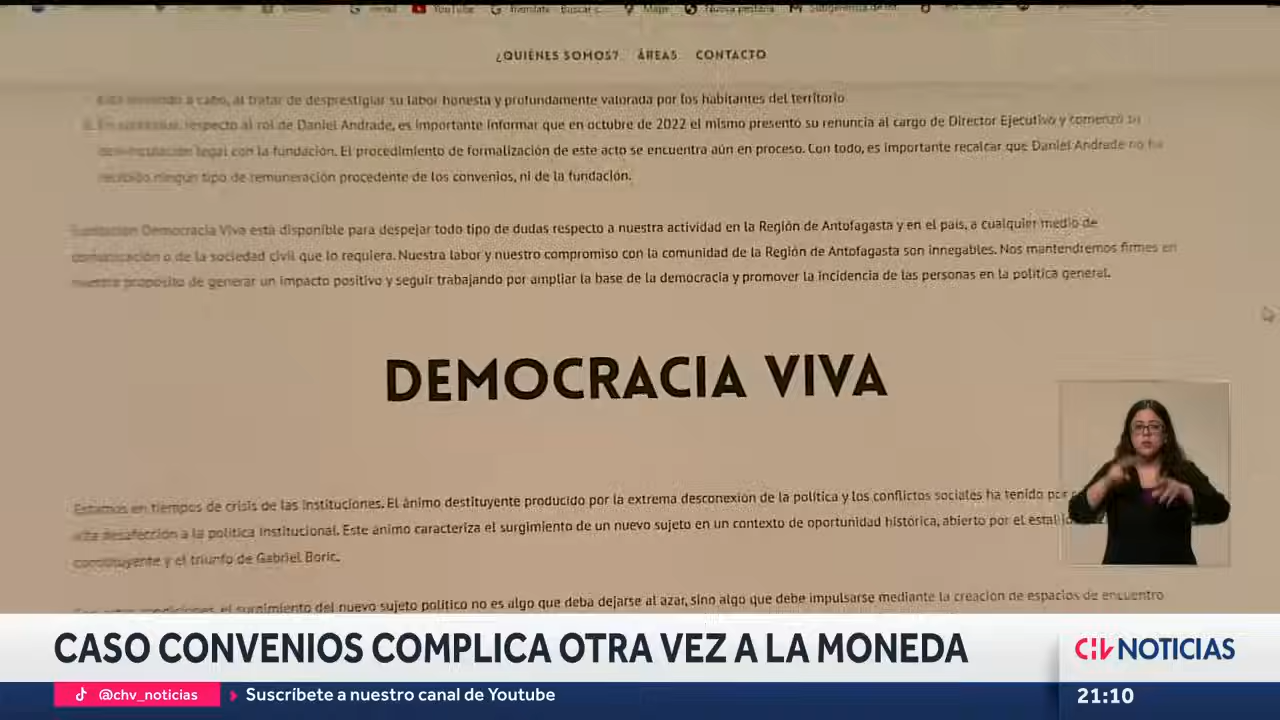 YouTube
¿QUIÉNES SOMOS? ÁREAS CONTACTO
a cabo, al tratar de desprestigiar su labor honesta y profundamente valorada por los habitantes del territorio
respecto al rol de Daniel Andrade, es importante informar que en octubre de 2022 el mismo presentó su renuncia al cargo de Director Ejecutivo y comenzó su
desvinculación legal con la fundación. El procedimiento de formalización de este acto se encuentra aún en proceso. Con todo, es importante recalcar que Daniel Andrade no ha
recibido ningún tipo de remuneración procedente de los convenios, ni de la fundación.
Fundación Democracia Viva está disponible para despejar todo tipo de dudas respecto a nuestra actividad en la Región de Antofagasta y en el país, a cualquier medio de
comunicación o de la sociedad civil que lo requiera. Nuestra labor y nuestro compromiso con la comunidad de la Región de Antofagasta son innegables. Nos mantendremos firmes en
nuestro propósito de generar un impacto positivo y seguir trabajando por ampliar la base de la democracia y promover la incidencia de las personas en la política general.
DEMOCRACIA VIVA
Estamos en tiempos de crisis de las instituciones. El ánimo destituyente producido por la extrema desconexión de la política y los conflictos sociales ha tenido por
alta desafección a la política institucional. Este ánimo caracteriza el surgimiento de un nuevo sujeto en un contexto de oportunidad histórica, abierto por el
constituyente y el triunfo de Gabriel Boric.
condiciones, el surgimiento del nuevo sujeto político no es algo que deba dejarse al azar, sino algo que debe impulsarse mediante la creación de espacios de encuentro
CASO CONVENIOS COMPLICA OTRA VEZ A LA MONEDA
CHV NOTICIAS
@chv_noticias
Suscríbete a nuestro canal de Youtube
21:10